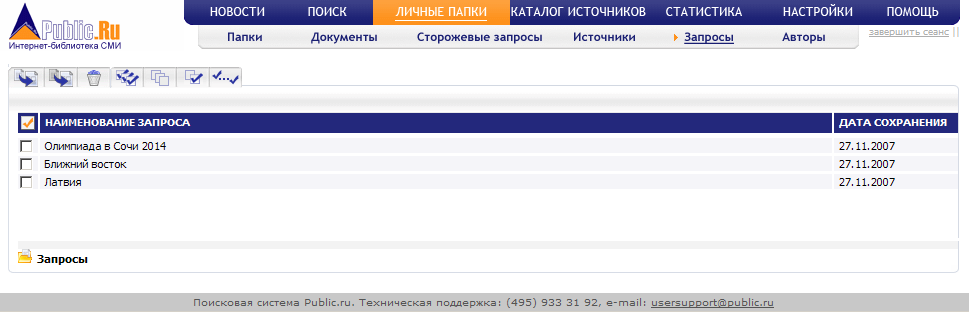 Public.Ru
Интернет-библиотека СМИ
НОВОСТИ ПОИСК ЛИЧНЫЕ ПАПКИ КАТАЛОГ ИСТОЧНИКОВ СТАТИСТИКА НАСТРОЙКИ ПОМОЩЬ
Папки Документы Сторожевые запросы Источники Запросы Авторы завершить сеанс
НАИМЕНОВАНИЕ ЗАПРОСА ДАТА СОХРАНЕНИЯ
Олимпиада в Сочи 2014 27.11.2007
Ближний восток 27.11.2007
Латвия 27.11.2007
Запросы
Поисковая система Public.ru. Техническая поддержка: (495) 933 31 92, e-mail: usersupport@public.ru